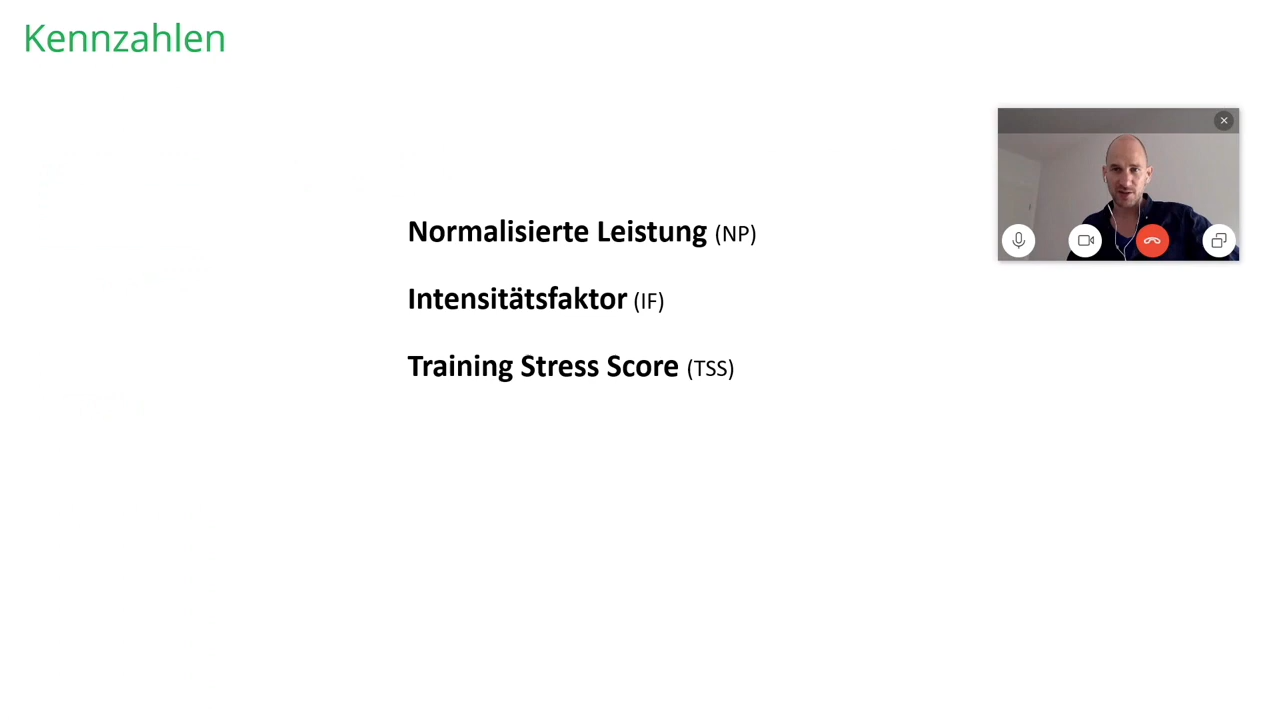 Kennzahlen
Normalisierte Leistung (NP)
Intensitätsfaktor (IF)
Training Stress Score (TSS)